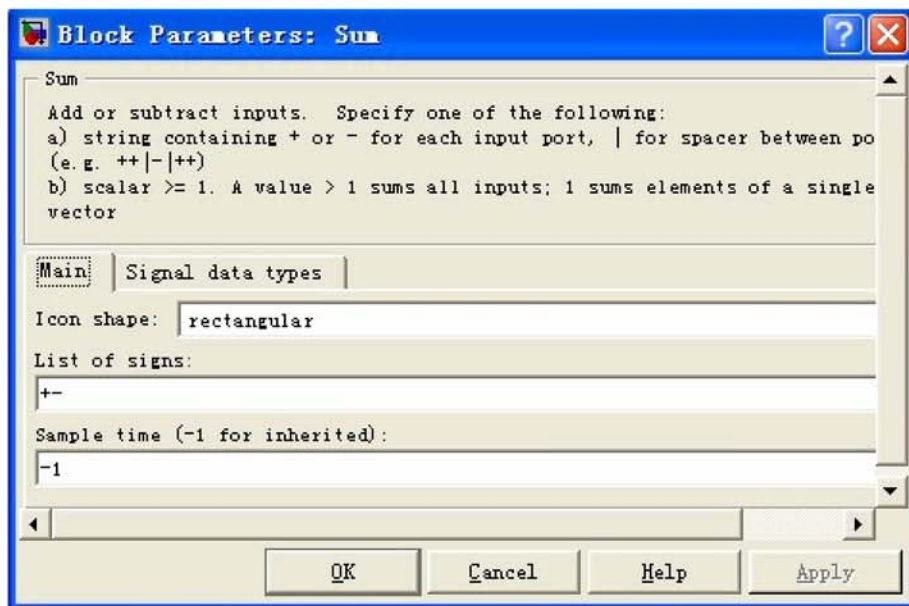 Block Parameters: Sum
Sum
Add or subtract inputs. Specify one of the following:
a) string containing + or - for each input port, | for spacer between po
(e.g. ++|-|++)
b) scalar >= 1. A value > 1 sums all inputs; 1 sums elements of a single
vector
Main Signal data types
Icon shape: rectangular
List of signs:
+-
Sample time (-1 for inherited):
-1
OK Cancel Help Apply